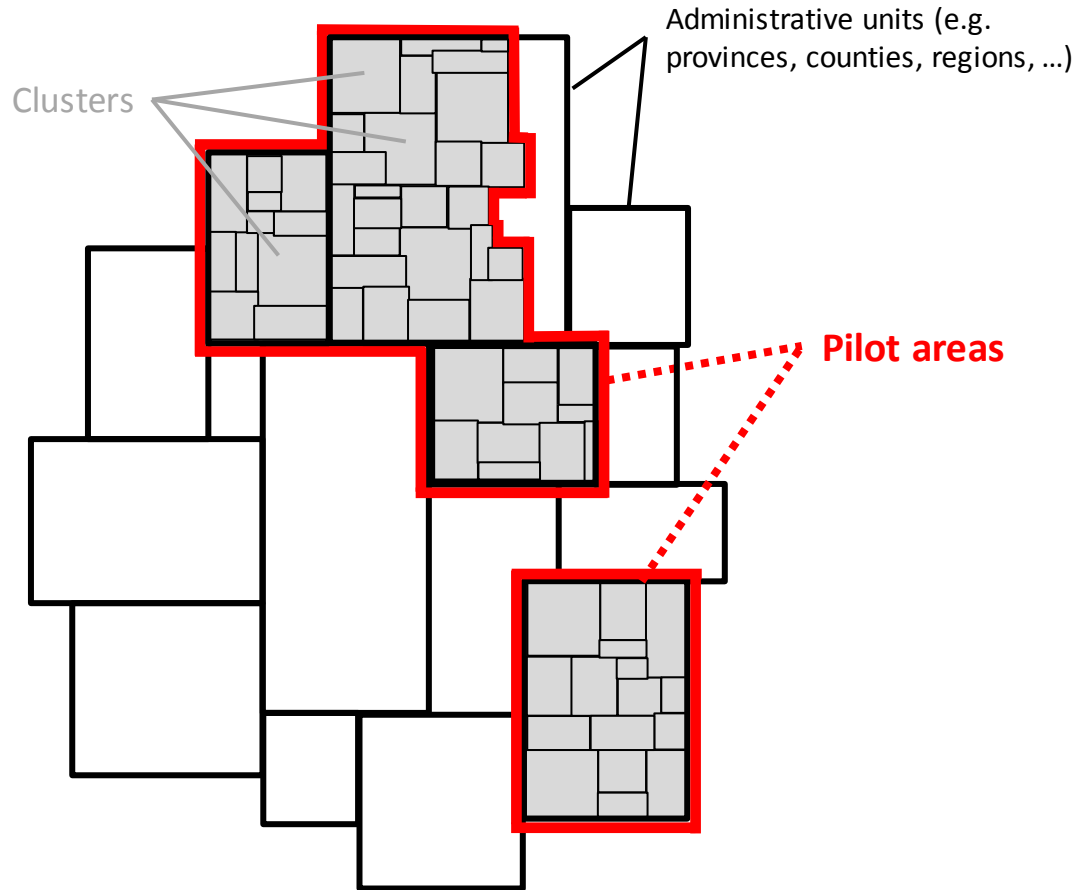 Administrative units (e.g.
provinces, counties, regions, ...)
Clusters
Pilot areas